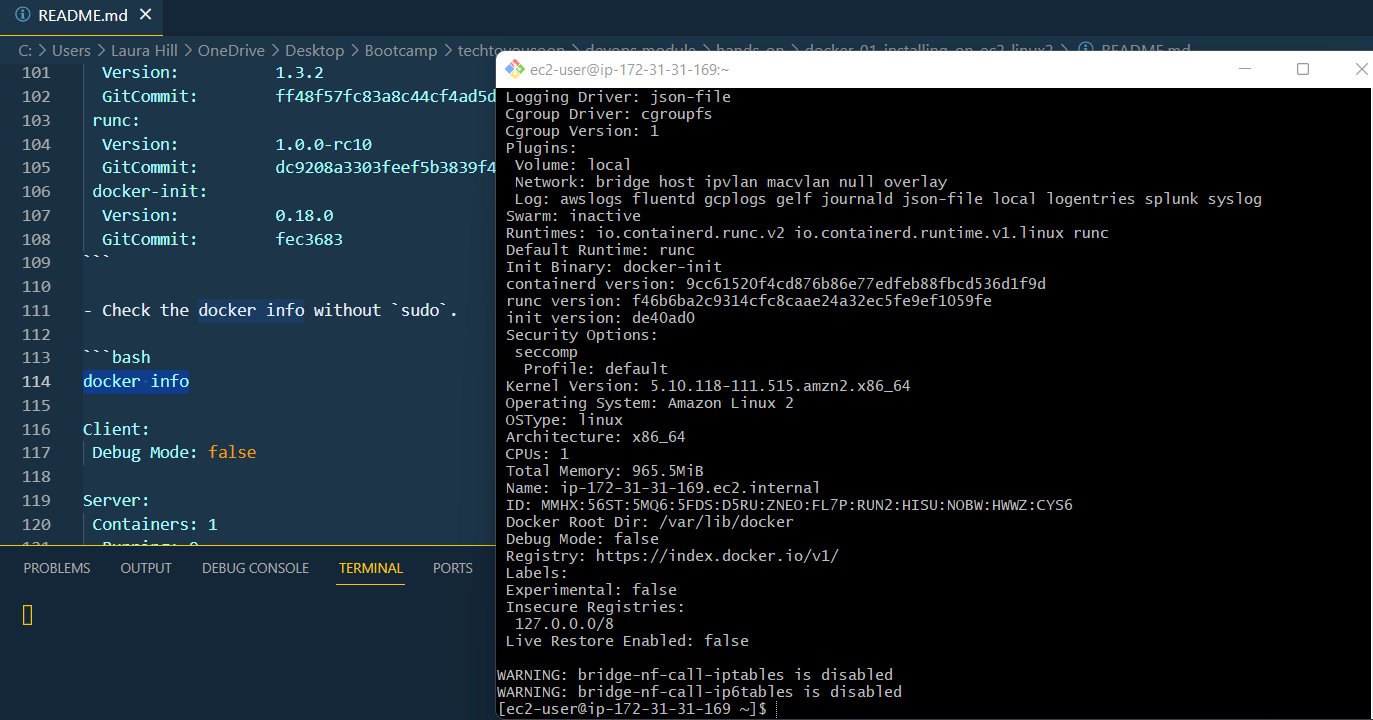 README.md
C: > Users > Laura Hill > OneDrive > Desktop > Bootcamp > techtoyousoon > devops module > hands-on > docker-01-installing-on-ec2-linux2 > README.md
101 Version: 1.3.2
102 GitCommit: ff48f57fc83a8c44cf4ad5d
103 runc:
104 Version: 1.0.0-rc10
105 GitCommit: dc9208a3303feef5b3839f4
106 docker-init:
107 Version: 0.18.0
108 GitCommit: fec3683
109 ```
110
111 - Check the docker info without `sudo`.
112
113 ```bash
114 docker info
115
116 Client:
117 Debug Mode: false
118
119 Server:
120 Containers: 1
PROBLEMS OUTPUT DEBUG CONSOLE TERMINAL PORTS
ec2-user@ip-172-31-31-169:~
Logging Driver: json-file
Cgroup Driver: cgroupfs
Cgroup Version: 1
Plugins:
Volume: local
Network: bridge host ipvlan macvlan null overlay
Log: awslogs fluentd gcplogs gelf journald json-file local logentries splunk syslog
Swarm: inactive
Runtimes: io.containerd.runc.v2 io.containerd.runtime.v1.linux runc
Default Runtime: runc
Init Binary: docker-init
containerd version: 9cc61520f4cd876b86e77edfeb88fbcd536d1f9d
runc version: f46b6ba2c9314cfc8caae24a32ec5fe9ef1059fe
init version: de40ad0
Security Options:
seccomp
Profile: default
Kernel Version: 5.10.118-111.515.amzn2.x86_64
Operating System: Amazon Linux 2
OSType: linux
Architecture: x86_64
CPUs: 1
Total Memory: 965.5MiB
Name: ip-172-31-31-169.ec2.internal
ID: MMHX:56ST:5MQ6:5FDS:D5RU:ZNEO:FL7P:RUN2:HISU:NOBW:HWWZ:CYS6
Docker Root Dir: /var/lib/docker
Debug Mode: false
Registry: https://index.docker.io/v1/
Labels:
Experimental: false
Insecure Registries:
127.0.0.0/8
Live Restore Enabled: false
WARNING: bridge-nf-call-iptables is disabled
WARNING: bridge-nf-call-ip6tables is disabled
[ec2-user@ip-172-31-31-169 ~]$